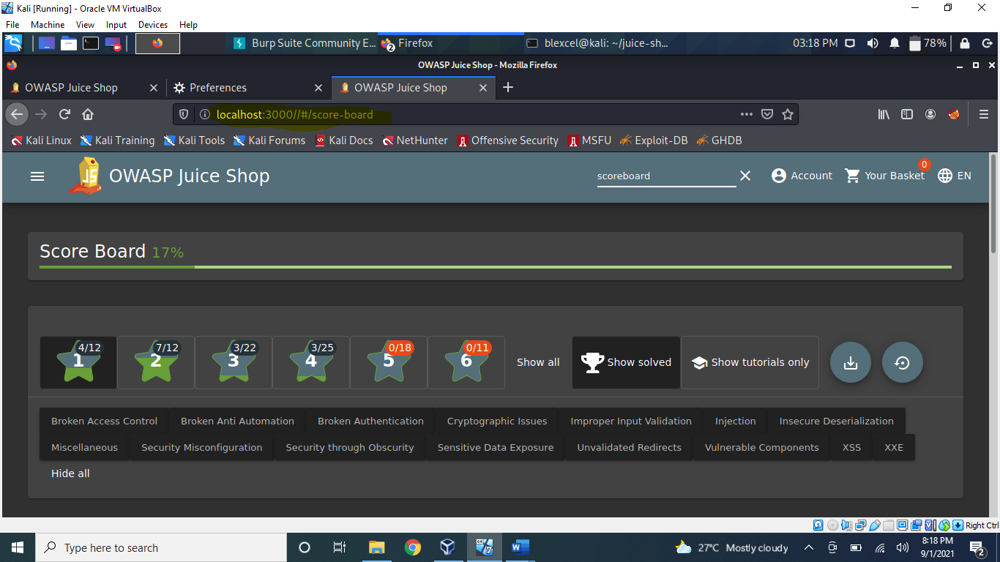 Kali [Running] - Oracle VM VirtualBox
File Machine View Input Devices Help
Burp Suite Community E... 2 Firefox blexcel@kali: ~/juice-sh... 03:18 PM 78%
OWASP Juice Shop - Mozilla Firefox
OWASP Juice Shop Preferences OWASP Juice Shop
localhost:3000//#/score-board
Kali Linux Kali Training Kali Tools Kali Forums Kali Docs NetHunter Offensive Security MSFU Exploit-DB GHDB
JS OWASP Juice Shop scoreboard Account Your Basket 0 EN
Score Board 17%
4/12 7/12 3/22 3/25 0/18 0/11
1 2 3 4 5 6 Show all Show solved Show tutorials only
Broken Access Control Broken Anti Automation Broken Authentication Cryptographic Issues Improper Input Validation Injection Insecure Deserialization
Miscellaneous Security Misconfiguration Security through Obscurity Sensitive Data Exposure Unvalidated Redirects Vulnerable Components XSS XXE
Hide all
Right Ctrl
Type here to search 27°C Mostly cloudy 8:18 PM
9/1/2021 2